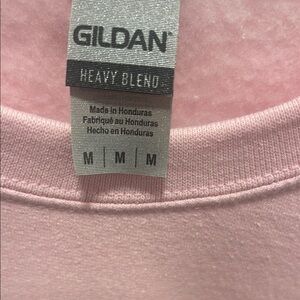 GILDAN
HEAVY BLEND
Made in Honduras
Fabriqué au Honduras
Hecho en Honduras
M | M | M